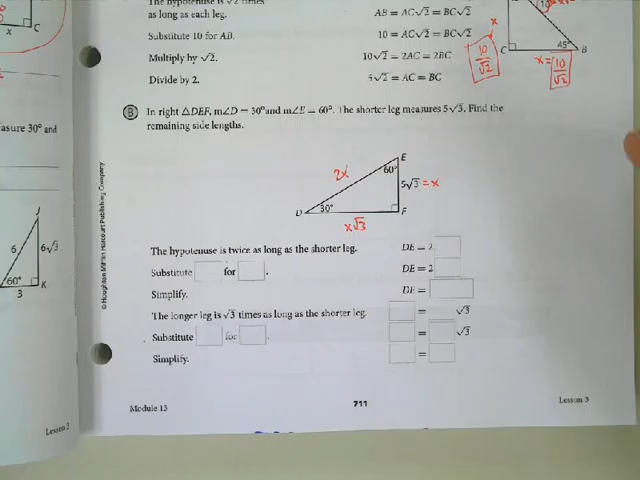 The hypotenuse is √2 times
as long as each leg.
AB = AC√2 = BC√2
Substitute 10 for AB.
10 = AC√2 = BC√2
Multiply by √2.
10√2 = 2AC = 2BC
Divide by 2.
5√2 = AC = BC
x
10
√2
C
45°
B
x = 10
√2
x
C
B In right △DEF, m∠D = 30° and m∠E = 60°. The shorter leg measures 5√3. Find the
remaining side lengths.
asure 30° and
E
60°
2x
5√3 = x
D
30°
F
x√3
J
6
6√3
60°
K
3
The hypotenuse is twice as long as the shorter leg.
DE = 2
Substitute for .
DE = 2
Simplify.
DE =
The longer leg is √3 times as long as the shorter leg.
= √3
Substitute for .
= √3
Simplify.
=
© Houghton Mifflin Harcourt Publishing Company
Module 13
711
Lesson 3
Lesson 2